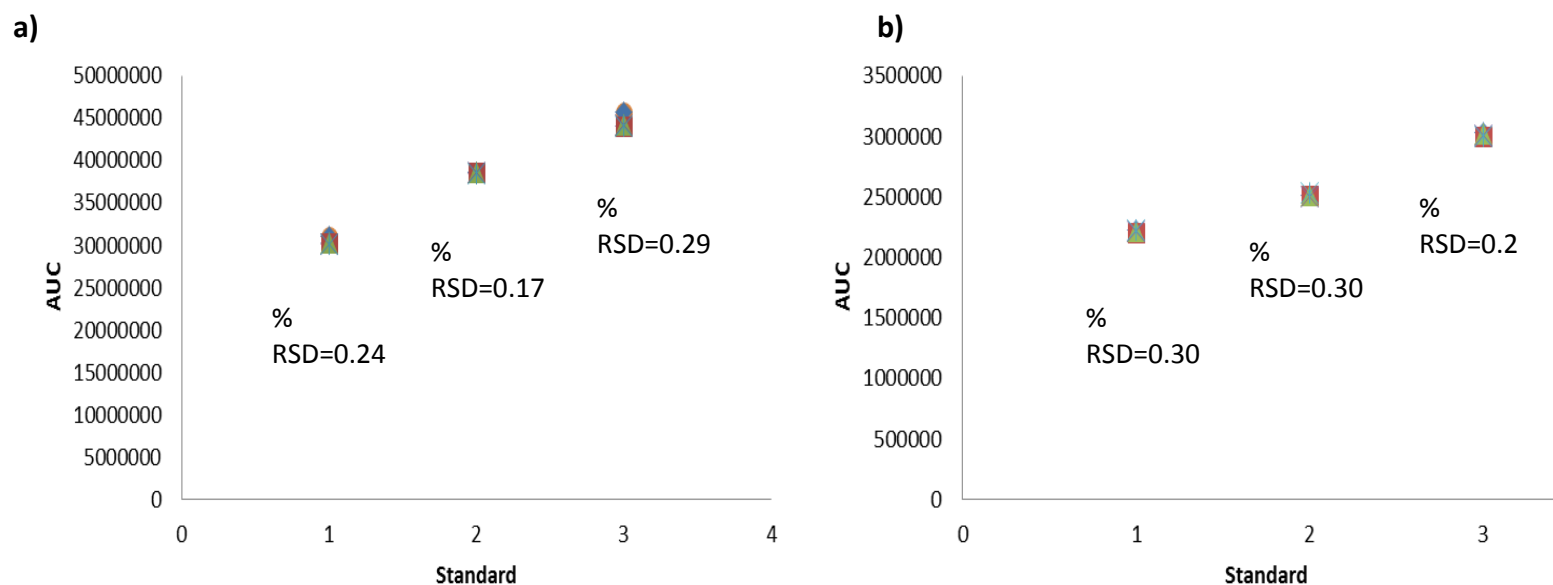 a)
50000000
45000000
40000000
35000000
30000000
25000000
20000000
15000000
10000000
5000000
0
AUC
0
1
2
3
4
Standard
%
RSD=0.24
%
RSD=0.17
%
RSD=0.29
b)
3500000
3000000
2500000
2000000
1500000
1000000
500000
0
AUC
0
1
2
3
Standard
%
RSD=0.30
%
RSD=0.30
%
RSD=0.2